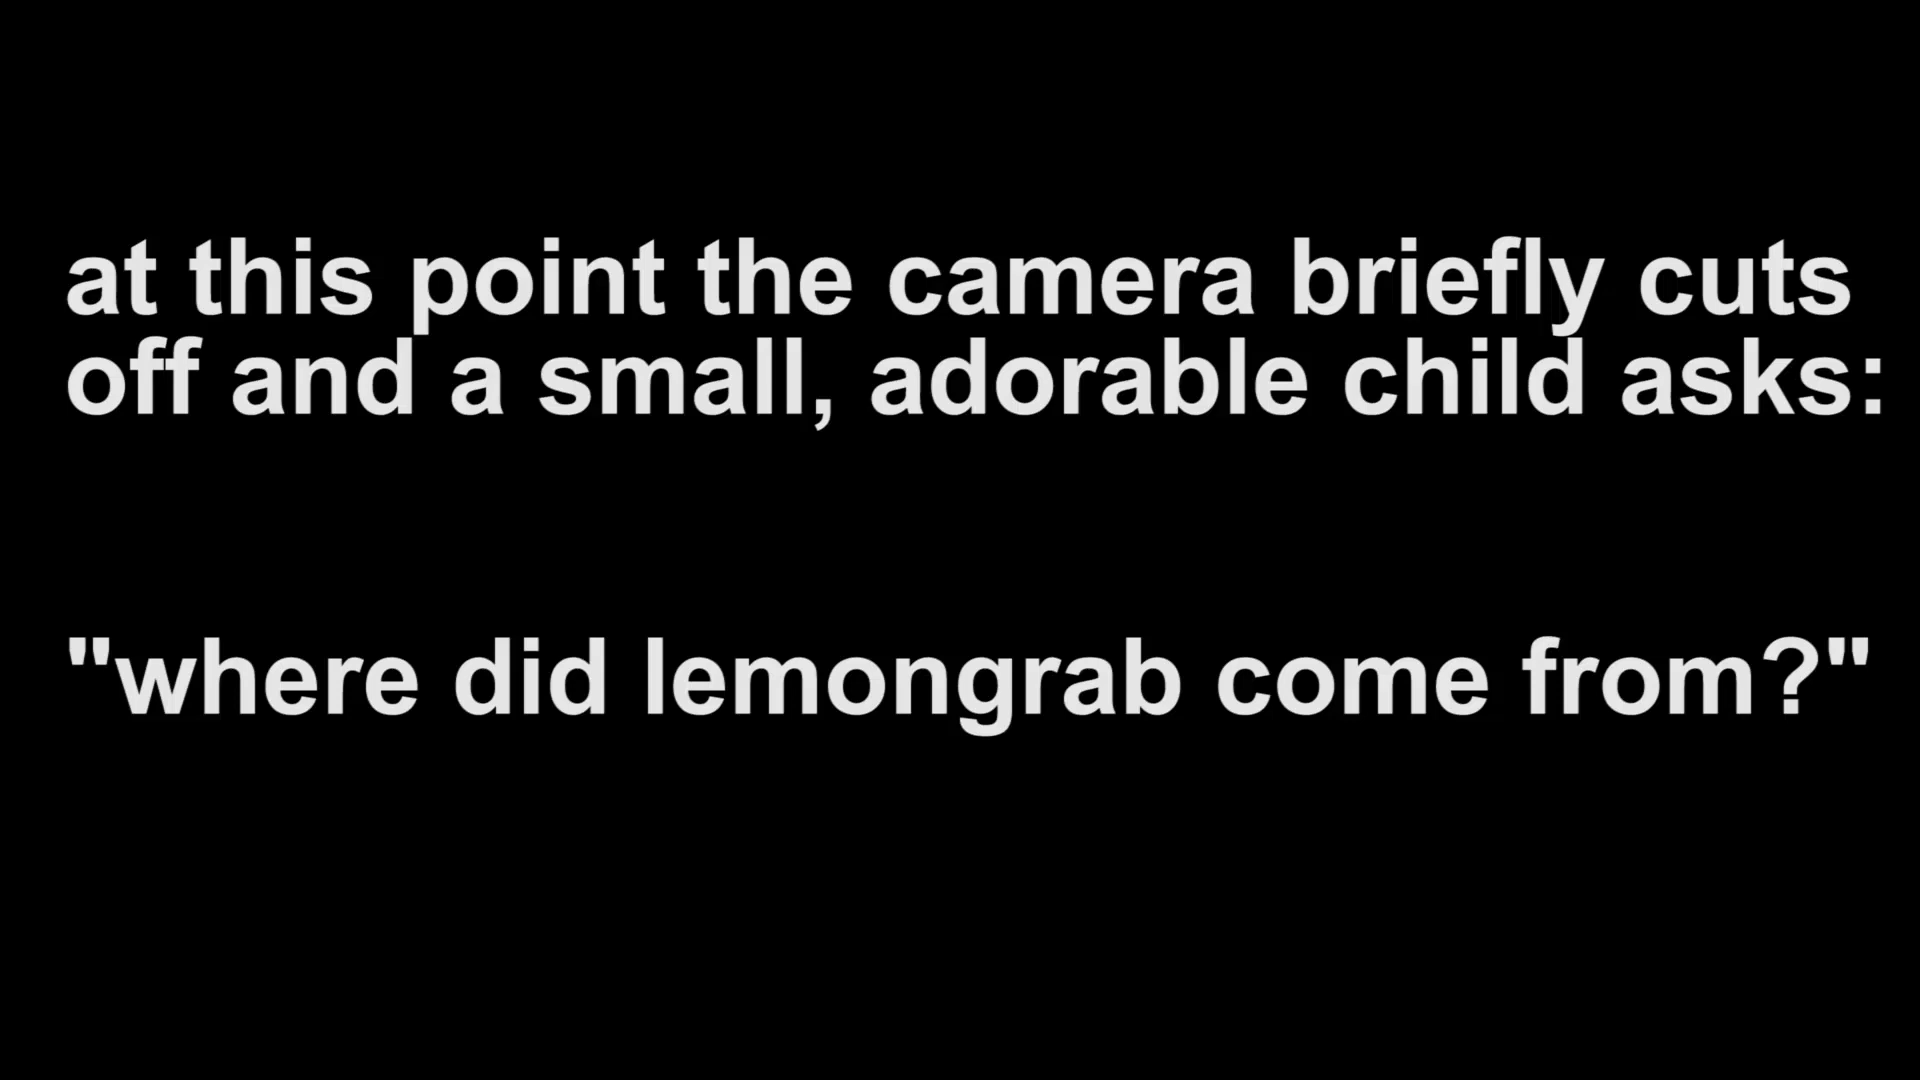 at this point the camera briefly cuts
off and a small, adorable child asks:
"where did lemongrab come from?"